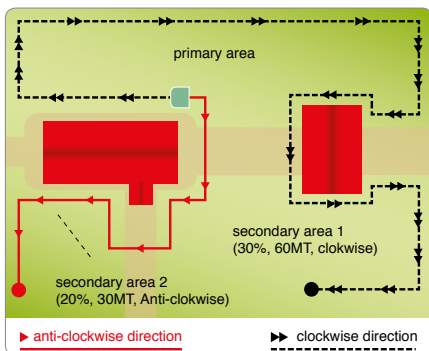 primary area
secondary area 1
(30%, 60MT, clokwise)
secondary area 2
(20%, 30MT, Anti-clokwise)
anti-clockwise direction
clockwise direction